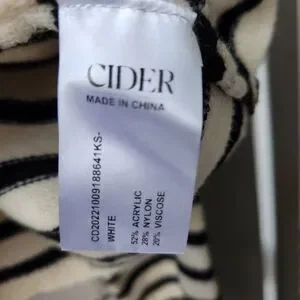 CIDER
MADE IN CHINA
CD20221009188641KS-
WHITE
52% ACRYLIC
28% NYLON
20% VISCOSE